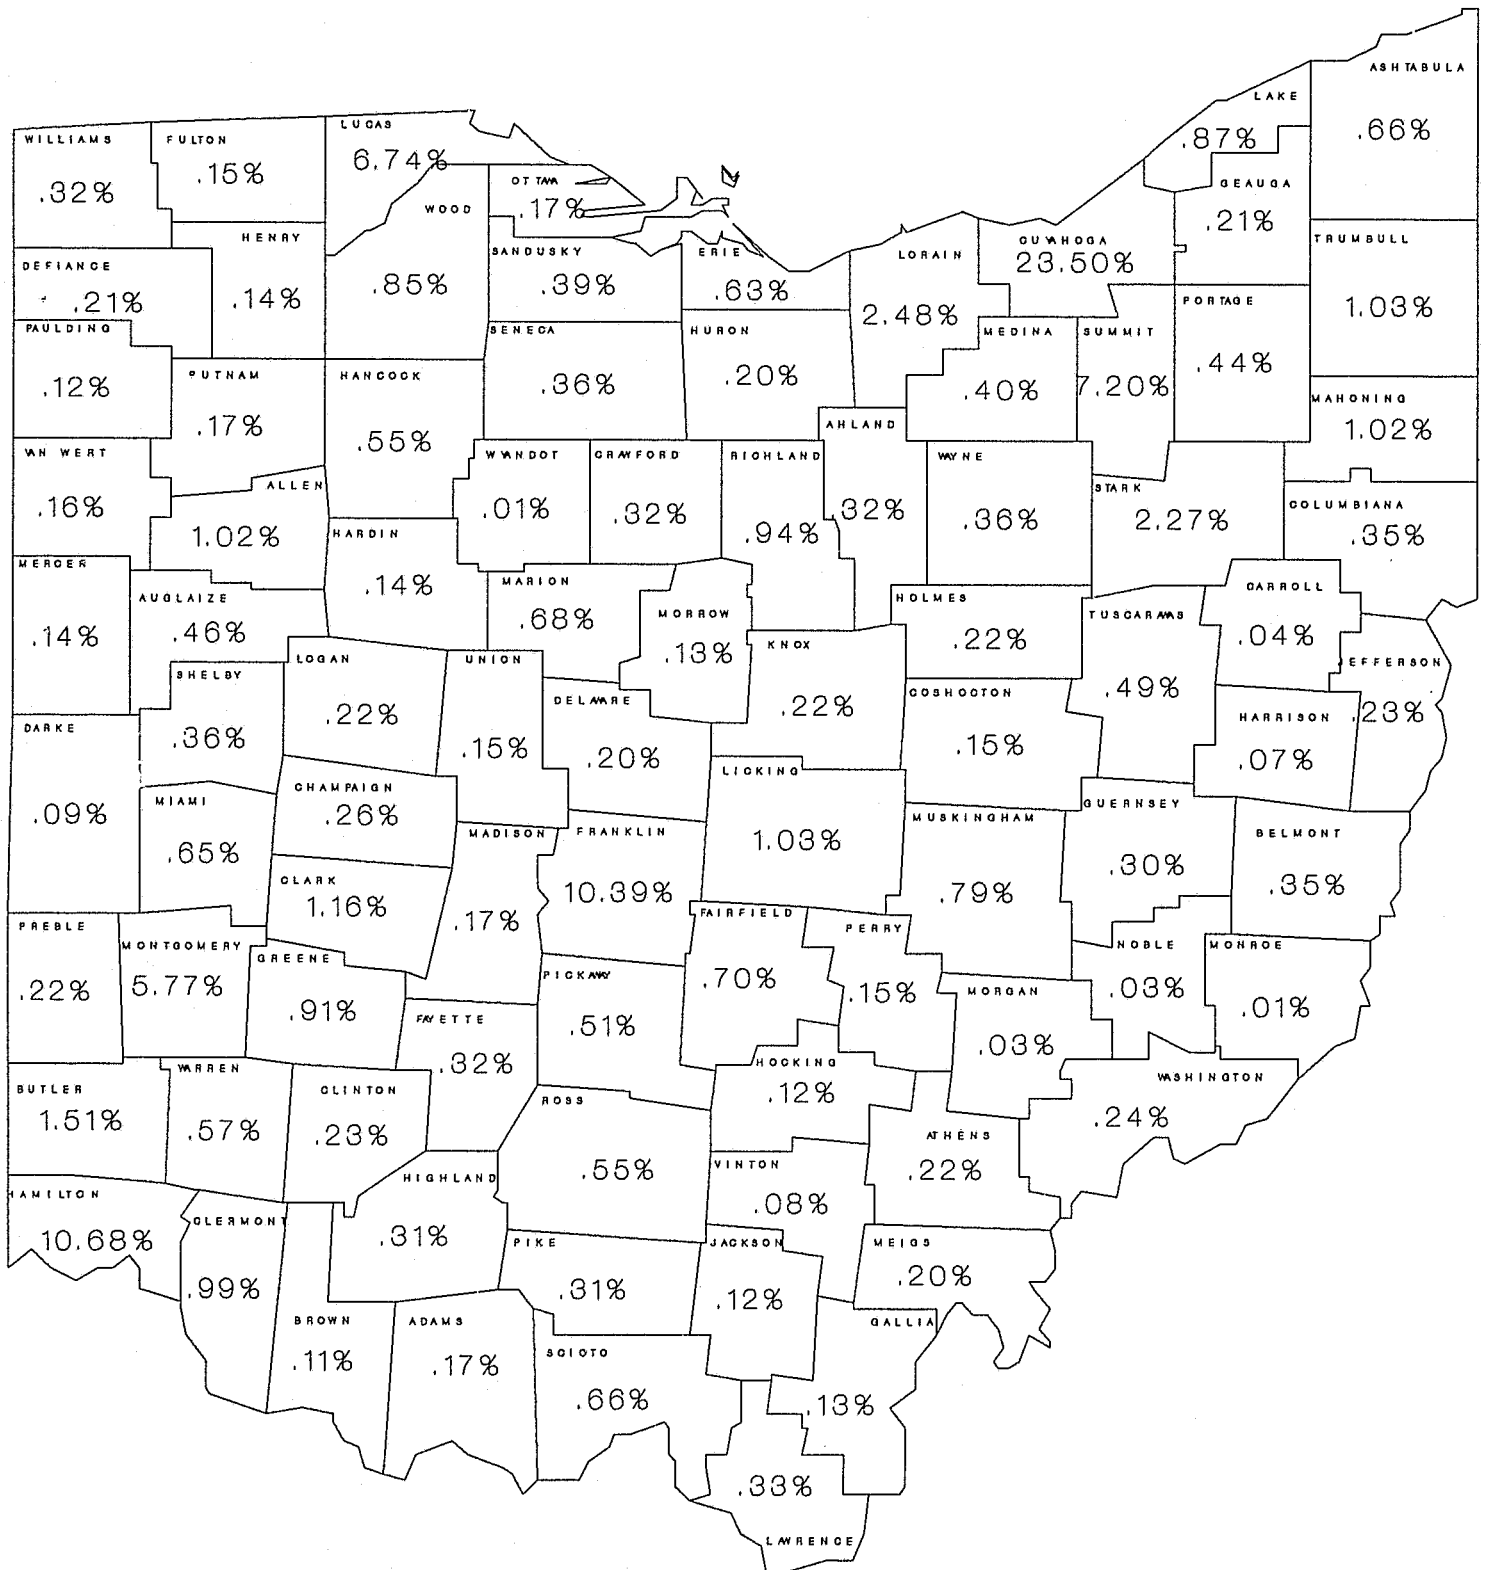 ASHTABULA
.66%
LAKE
.87%
GEAUGA
.21%
WILLIAMS
.32%
FULTON
.15%
LUCAS
6.74%
OTTAWA
.17%
WOOD
.85%
HENRY
.14%
DEFIANCE
.21%
SANDUSKY
.39%
ERIE
.63%
LORAIN
2.48%
CUYAHOGA
23.50%
TRUMBULL
1.03%
PORTAGE
.44%
PAULDING
.12%
PUTNAM
.17%
HANCOCK
.55%
SENECA
.36%
HURON
.20%
MEDINA
.40%
SUMMIT
7.20%
MAHONING
1.02%
VAN WERT
.16%
ALLEN
1.02%
WYANDOT
.01%
CRAWFORD
.32%
RICHLAND
.94%
AHLAND
.32%
WAYNE
.36%
STARK
2.27%
COLUMBIANA
.35%
MERCER
.14%
AUGLAIZE
.46%
HARDIN
.14%
MARION
.68%
MORROW
.13%
HOLMES
.22%
TUSCARAWAS
.49%
CARROLL
.04%
JEFFERSON
.23%
DARKE
.09%
SHELBY
.36%
LOGAN
.22%
UNION
.15%
DELAWARE
.20%
KNOX
.22%
COSHOCTON
.15%
HARRISON
.07%
MIAMI
.65%
CHAMPAIGN
.26%
MADISON
.17%
FRANKLIN
10.39%
LICKING
1.03%
MUSKINGHAM
.79%
GUERNSEY
.30%
BELMONT
.35%
CLARK
1.16%
PREBLE
.22%
MONTGOMERY
5.77%
GREENE
.91%
FAYETTE
.32%
PICKAWAY
.51%
FAIRFIELD
.70%
PERRY
.15%
MORGAN
.03%
NOBLE
.03%
MONROE
.01%
BUTLER
1.51%
WARREN
.57%
CLINTON
.23%
ROSS
.55%
HOCKING
.12%
ATHENS
.22%
WASHINGTON
.24%
HAMILTON
10.68%
CLERMONT
.99%
HIGHLAND
.31%
VINTON
.08%
PIKE
.31%
JACKSON
.12%
MEIGS
.20%
BROWN
.11%
ADAMS
.17%
SCIOTO
.66%
GALLIA
.13%
.33%
LAWRENCE